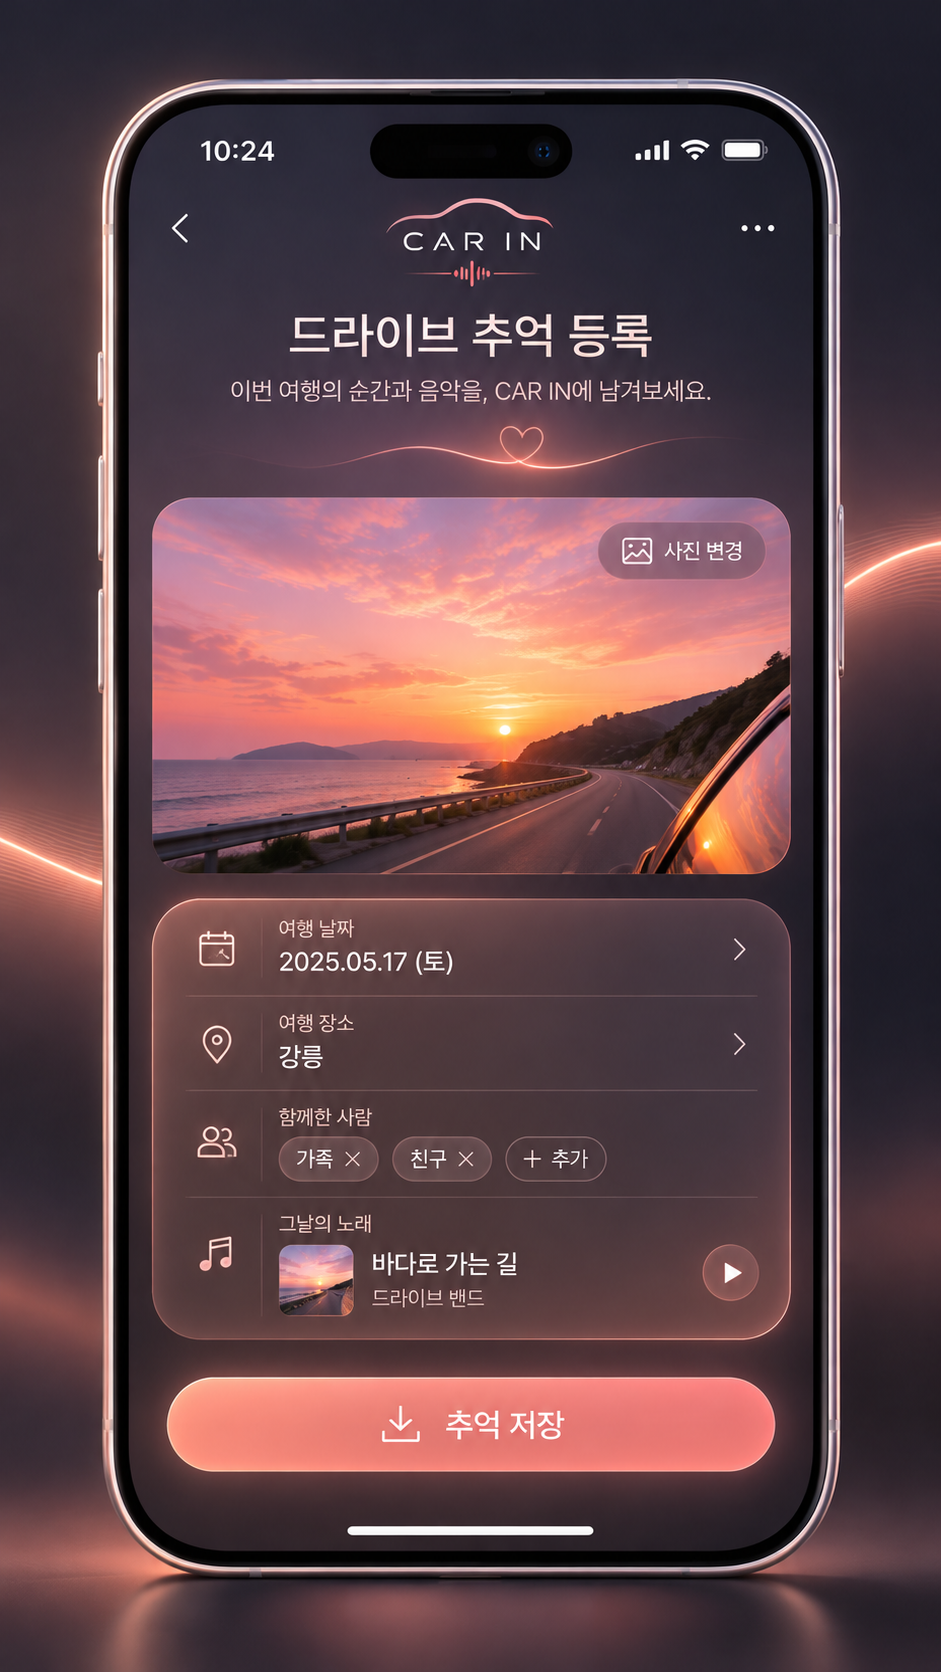 10:24
CAR IN
드라이브 추억 등록
이번 여행의 순간과 음악을, CAR IN에 남겨보세요.
사진 변경
여행 날짜
2025.05.17 (토)
여행 장소
강릉
함께한 사람
가족 × 친구 × + 추가
그날의 노래
바다로 가는 길
드라이브 밴드
추억 저장